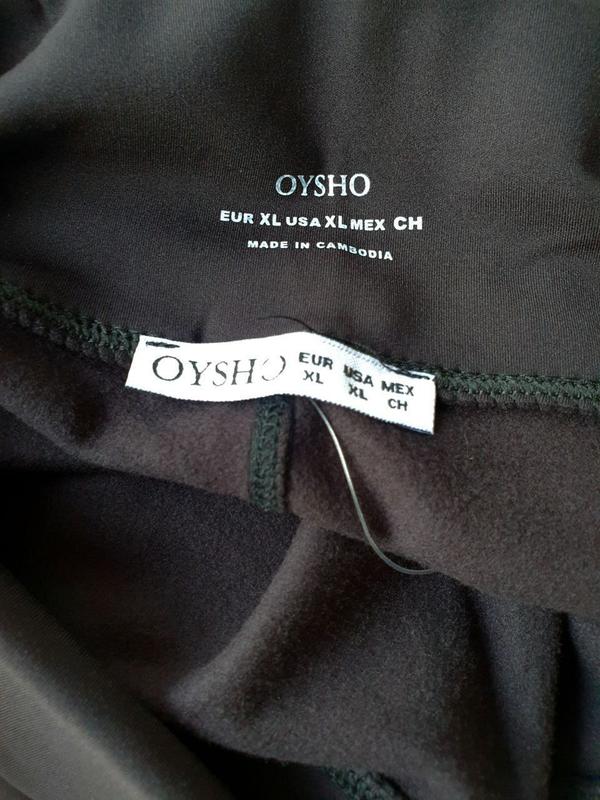 OYSHO
EUR XL USA XL MEX CH
MADE IN CAMBODIA
OYSHO EUR USA MEX
XL XL CH